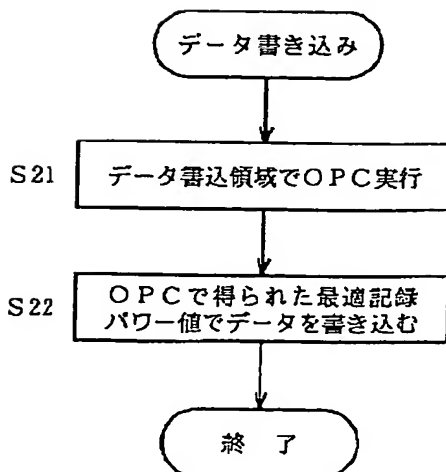 データ書き込み
S21
データ書込領域でOPC実行
S22
OPCで得られた最適記録
パワー値でデータを書き込む
終 了